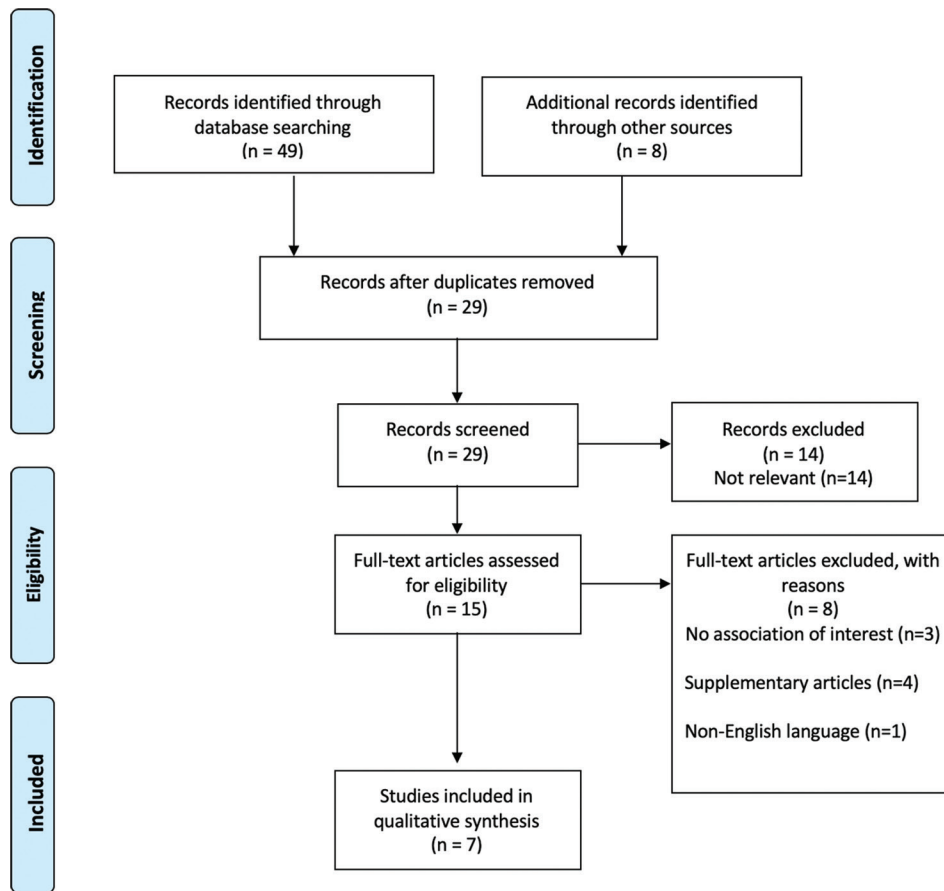 Identification
Records identified through
database searching
(n = 49)
Additional records identified
through other sources
(n = 8)
Screening
Records after duplicates removed
(n = 29)
Records screened
(n = 29)
Records excluded
(n = 14)
Not relevant (n=14)
Eligibility
Full-text articles assessed
for eligibility
(n = 15)
Full-text articles excluded, with
reasons
(n = 8)
No association of interest (n=3)
Supplementary articles (n=4)
Non-English language (n=1)
Included
Studies included in
qualitative synthesis
(n = 7)